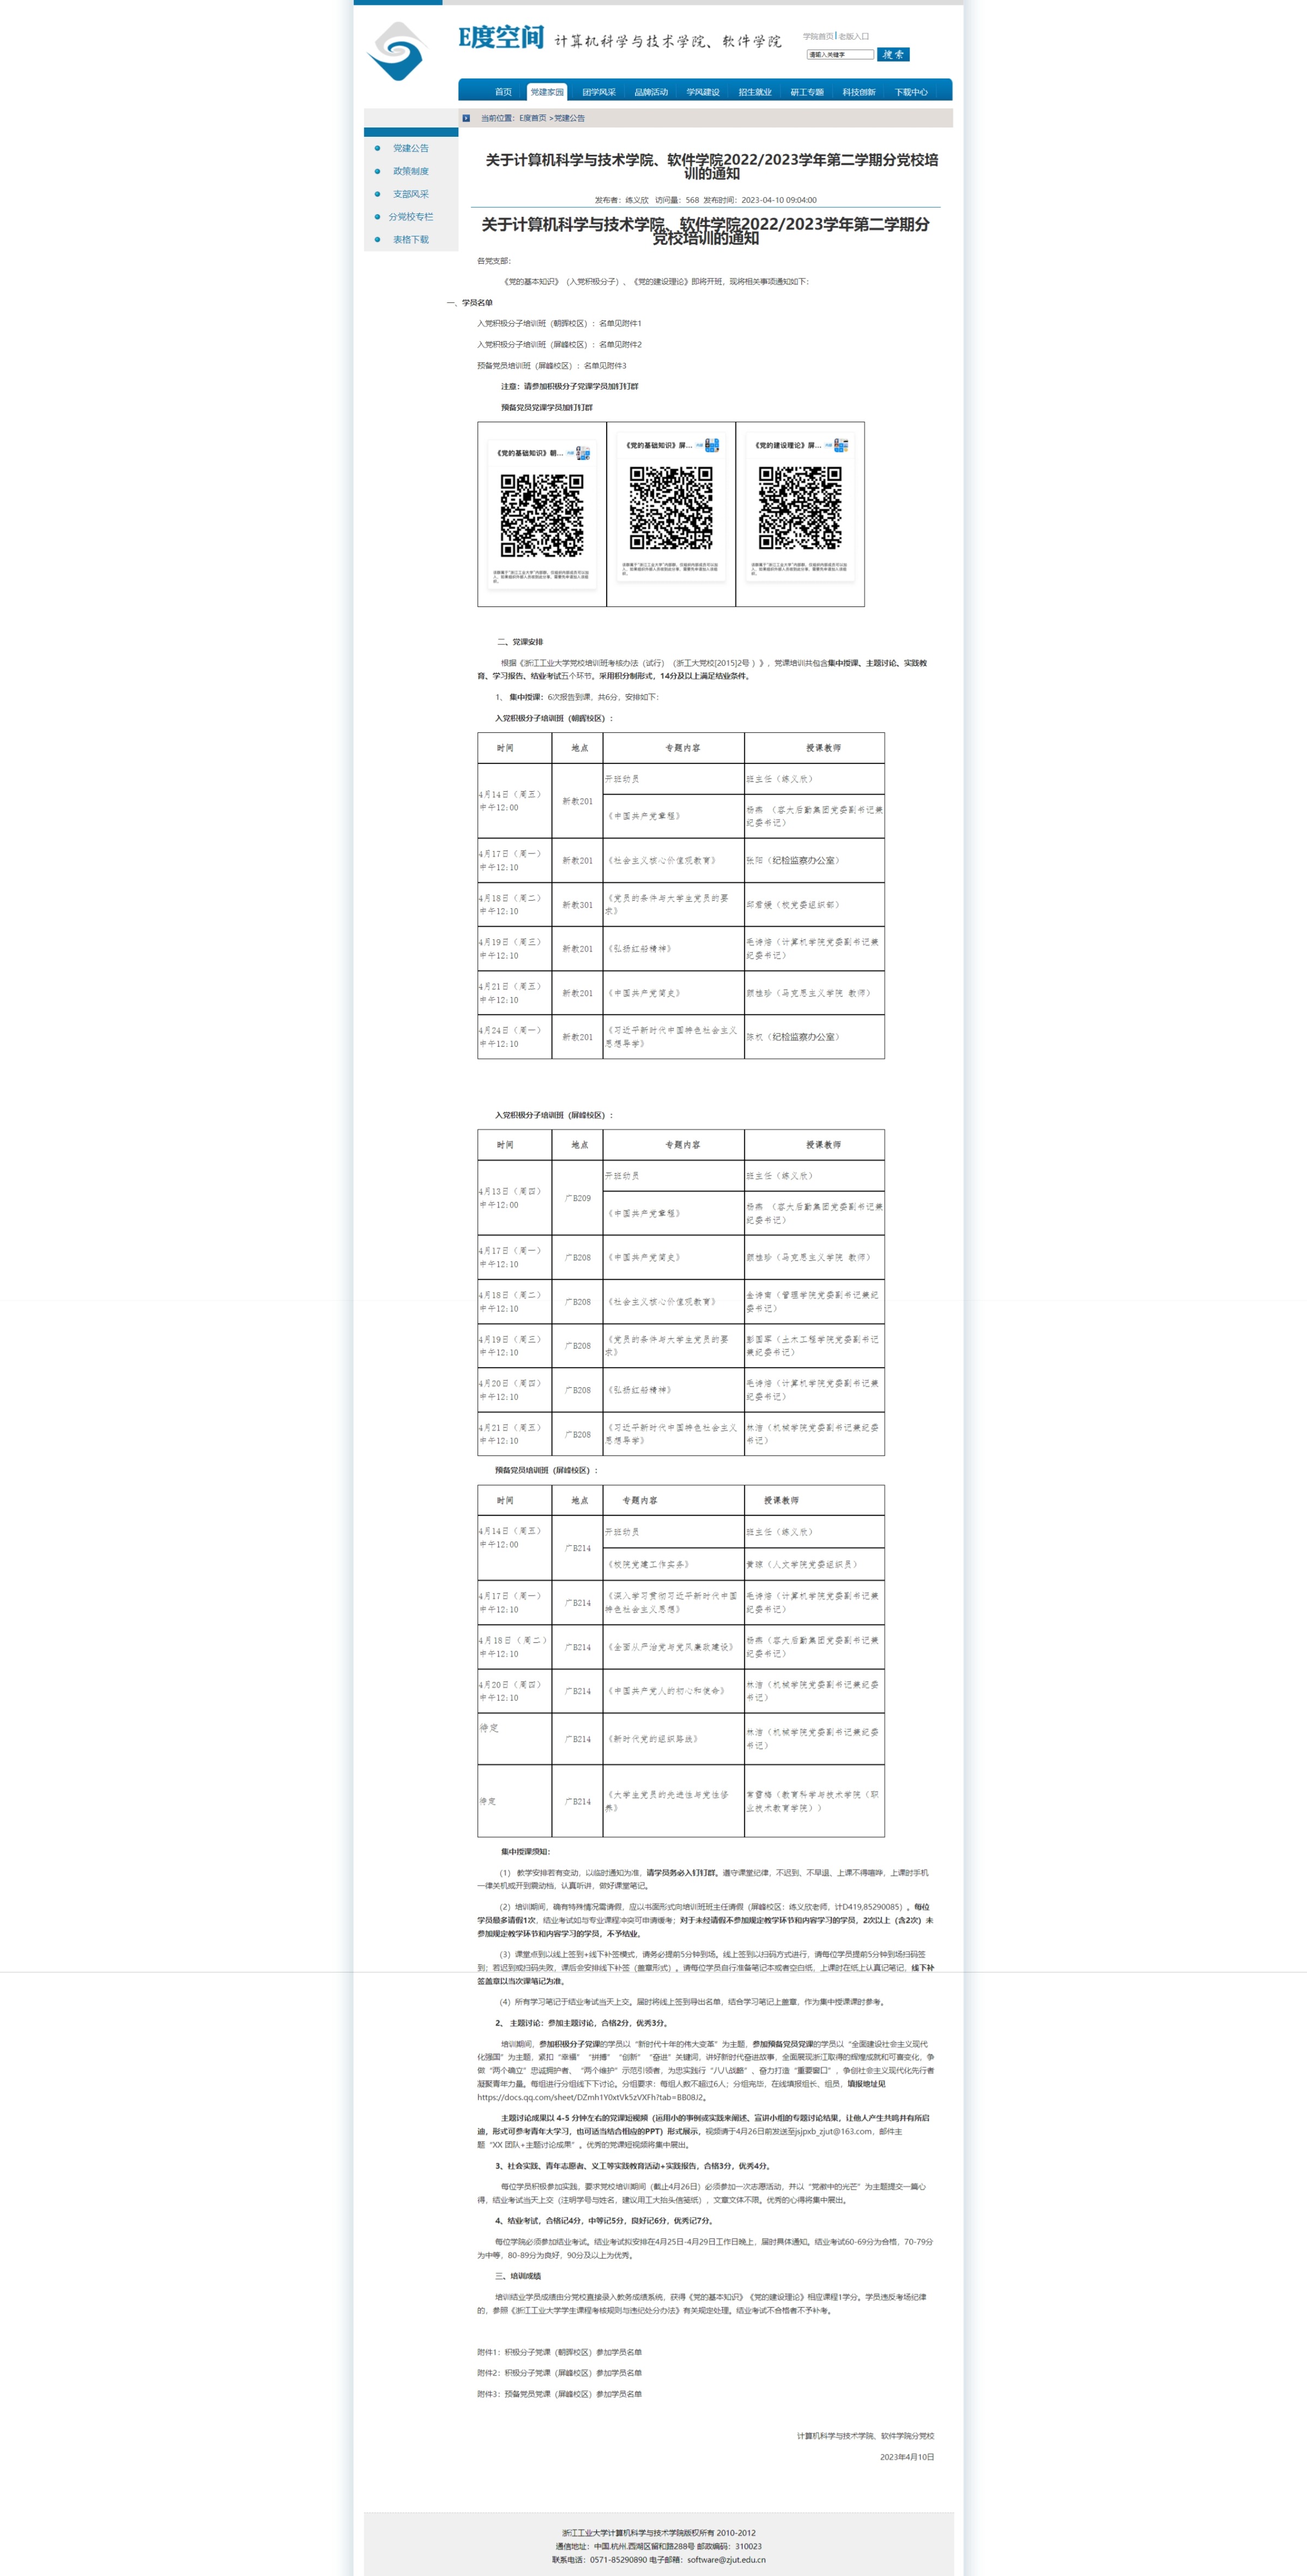 E度空间 计算机科学与技术学院、软件学院
学院首页 | 老版入口
请输入关键字 搜索
首页 党建家园 团学风采 品牌活动 学风建设 招生就业 研工专题 科技创新 下载中心
当前位置：E度首页 >党建公告
党建公告
政策制度
支部风采
分党校专栏
表格下载
关于计算机科学与技术学院、软件学院2022/2023学年第二学期分党校培
训的通知
发布者：练义欣 访问量：568 发布时间：2023-04-10 09:04:00
关于计算机科学与技术学院、软件学院2022/2023学年第二学期分
党校培训的通知
各党支部：
《党的基本知识》（入党积极分子）、《党的建设理论》即将开班，现将相关事项通知如下：
一、学员名单
入党积极分子培训班（朝晖校区）：名单见附件1
入党积极分子培训班（屏峰校区）：名单见附件2
预备党员培训班（屏峰校区）：名单见附件3
注意：请参加积极分子党课学员加钉钉群
预备党员党课学员加钉钉群
《党的基础知识》朝...
《党的基础知识》屏...
《党的建设理论》屏...
二、党课安排
根据《浙江工业大学党校培训班考核办法（试行）（浙工大党校[2015]2号 ）》，党课培训共包含集中授课、主题讨论、实践教
育、学习报告、结业考试五个环节。采用积分制形式，14分及以上满足结业条件。
1、 集中授课：6次报告到课，共6分，安排如下：
入党积极分子培训班（朝晖校区）：
时间 地点 专题内容 授课教师
4月14日（周五）
中午12:00
新教201
开班动员 班主任（练义欣）
《中国共产党章程》
杨燕 （容大后勤集团党委副书记兼
纪委书记）
4月17日（周一）
中午12:10
新教201 《社会主义核心价值观教育》 张阳（纪检监察办公室）
4月18日（周二）
中午12:10
新教301
《党员的条件与大学生党员的要
求》
邱君媛（校党委组织部）
4月19日（周三）
中午12:10
新教201 《弘扬红船精神》
毛诗焙（计算机学院党委副书记兼
纪委书记）
4月21日（周五）
中午12:10
新教201 《中国共产党简史》 顾桂珍（马克思主义学院 教师）
4月24日（周一）
中午12:10
新教201
《习近平新时代中国特色社会主义
思想导学》
陈权（纪检监察办公室）
入党积极分子培训班（屏峰校区）：
时间 地点 专题内容 授课教师
4月13日（周四）
中午12:00
广B209
开班动员 班主任（练义欣）
《中国共产党章程》
杨燕 （容大后勤集团党委副书记兼
纪委书记）
4月17日（周一）
中午12:10
广B208 《中国共产党简史》 顾桂珍（马克思主义学院 教师）
4月18日（周二）
中午12:10
广B208 《社会主义核心价值观教育》
金诗南（管理学院党委副书记兼纪
委书记）
4月19日（周三）
中午12:10
广B208
《党员的条件与大学生党员的要
求》
彭国军（土木工程学院党委副书记
兼纪委书记）
4月20日（周四）
中午12:10
广B208 《弘扬红船精神》
毛诗焙（计算机学院党委副书记兼
纪委书记）
4月21日（周五）
中午12:10
广B208
《习近平新时代中国特色社会主义
思想导学》
林洁（机械学院党委副书记兼纪委
书记）
预备党员培训班（屏峰校区）：
时间 地点 专题内容 授课教师
4月14日（周五）
中午12:00
广B214
开班动员 班主任（练义欣）
《校院党建工作实务》 黄琼（人文学院党委组织员）
4月17日（周一）
中午12:10
广B214
《深入学习贯彻习近平新时代中国
特色社会主义思想》
毛诗焙（计算机学院党委副书记兼
纪委书记）
4月18日（周二）
中午12:10
广B214 《全面从严治党与党风廉政建设》
杨燕（容大后勤集团党委副书记兼
纪委书记）
4月20日（周四）
中午12:10
广B214 《中国共产党人的初心和使命》
林洁（机械学院党委副书记兼纪委
书记）
待定
广B214 《新时代党的组织路线》
林洁（机械学院党委副书记兼纪委
书记）
待定
广B214
《大学生党员的先进性与党性修
养》
（教育科学与技术学院（职
业技术教育学院））
集中授课须知：
（1） 教学安排若有变动，以临时通知为准，请学员务必入钉钉群。遵守课堂纪律，不迟到、不早退、上课不得喧哗，上课时手机
一律关机或开到震动档，认真听讲，做好课堂笔记。
（2）培训期间，确有特殊情况需请假，应以书面形式向培训班班主任请假（屏峰校区：练义欣老师，计D419,85290085）。每位
学员最多请假1次，结业考试如与专业课程冲突可申请缓考；对于未经请假不参加规定教学环节和内容学习的学员，2次以上（含2次）未
参加规定教学环节和内容学习的学员，不予结业。
（3）课堂点到以线上签到+线下补签模式，请务必提前5分钟到场。线上签到以扫码方式进行，请每位学员提前5分钟到场扫码签
到；若迟到或扫码失败，课后会安排线下补签（盖章形式）。请每位学员自行准备笔记本或者空白纸，上课时在纸上认真记笔记，线下补
签盖章以当次课笔记为准。
（4）所有学习笔记于结业考试当天上交。届时将线上签到导出名单，结合学习笔记上盖章，作为集中授课课时参考。
2、 主题讨论：参加主题讨论，合格2分，优秀3分。
培训期间，参加积极分子党课的学员以“新时代十年的伟大变革”为主题，参加预备党员党课的学员以“全面建设社会主义现代
化强国”为主题，紧扣“幸福”“拼搏”“创新”“奋进”关键词，讲好新时代奋进故事，全面展现浙江取得的辉煌成就和可喜变化，争
做“两个确立”忠诚拥护者、“两个维护”示范引领者，为忠实践行“八八战略”、奋力打造“重要窗口”，争创社会主义现代化先行者
凝聚青年力量。每组进行分组线下下讨论。分组要求：每组人数不超过6人；分组完毕，在线填报组长、组员，填报地址见
https://docs.qq.com/sheet/DZmh1Y0xtVk5zVXFh?tab=BB08J2。
主题讨论成果以 4-5 分钟左右的党课短视频（运用小的事例或实践来阐述、宣讲小组的专题讨论结果，让他人产生共鸣并有所启
迪，形式可参考青年大学习，也可适当结合相应的PPT）形式展示，视频请于4月26日前发送至jsjpxb_zjut@163.com，邮件主
题“XX 团队+主题讨论成果”。优秀的党课短视频将集中展出。
3、社会实践、青年志愿者、义工等实践教育活动+实践报告，合格3分，优秀4分。
每位学员积极参加实践，要求党校培训期间（截止4月26日）必须参加一次志愿活动，并以“党徽中的光芒”为主题提交一篇心
得，结业考试当天上交（注明学号与姓名，建议用工大抬头信笺纸），文章文体不限。优秀的心得将集中展出。
4、结业考试，合格记4分，中等记5分，良好记6分，优秀记7分。
每位学院必须参加结业考试。结业考试拟安排在4月25日-4月29日工作日晚上，届时具体通知。结业考试60-69分为合格，70-79分
为中等，80-89分为良好，90分及以上为优秀。
三、培训成绩
培训结业学员成绩由分党校直接录入教务成绩系统，获得《党的基本知识》《党的建设理论》相应课程1学分。学员违反考场纪律
的，参照《浙江工业大学学生课程考核规则与违纪处分办法》有关规定处理。结业考试不合格者不予补考。
附件1：积极分子党课（朝晖校区）参加学员名单
附件2：积极分子党课（屏峰校区）参加学员名单
附件3：预备党员党课（屏峰校区）参加学员名单
计算机科学与技术学院、软件学院分党校
2023年4月10日
浙江工业大学计算机科学与技术学院版权所有 2010-2012
通信地址：中国.杭州.西湖区留和路288号 邮政编码：310023
联系电话：0571-85290890 电子邮箱：software@zjut.edu.cn